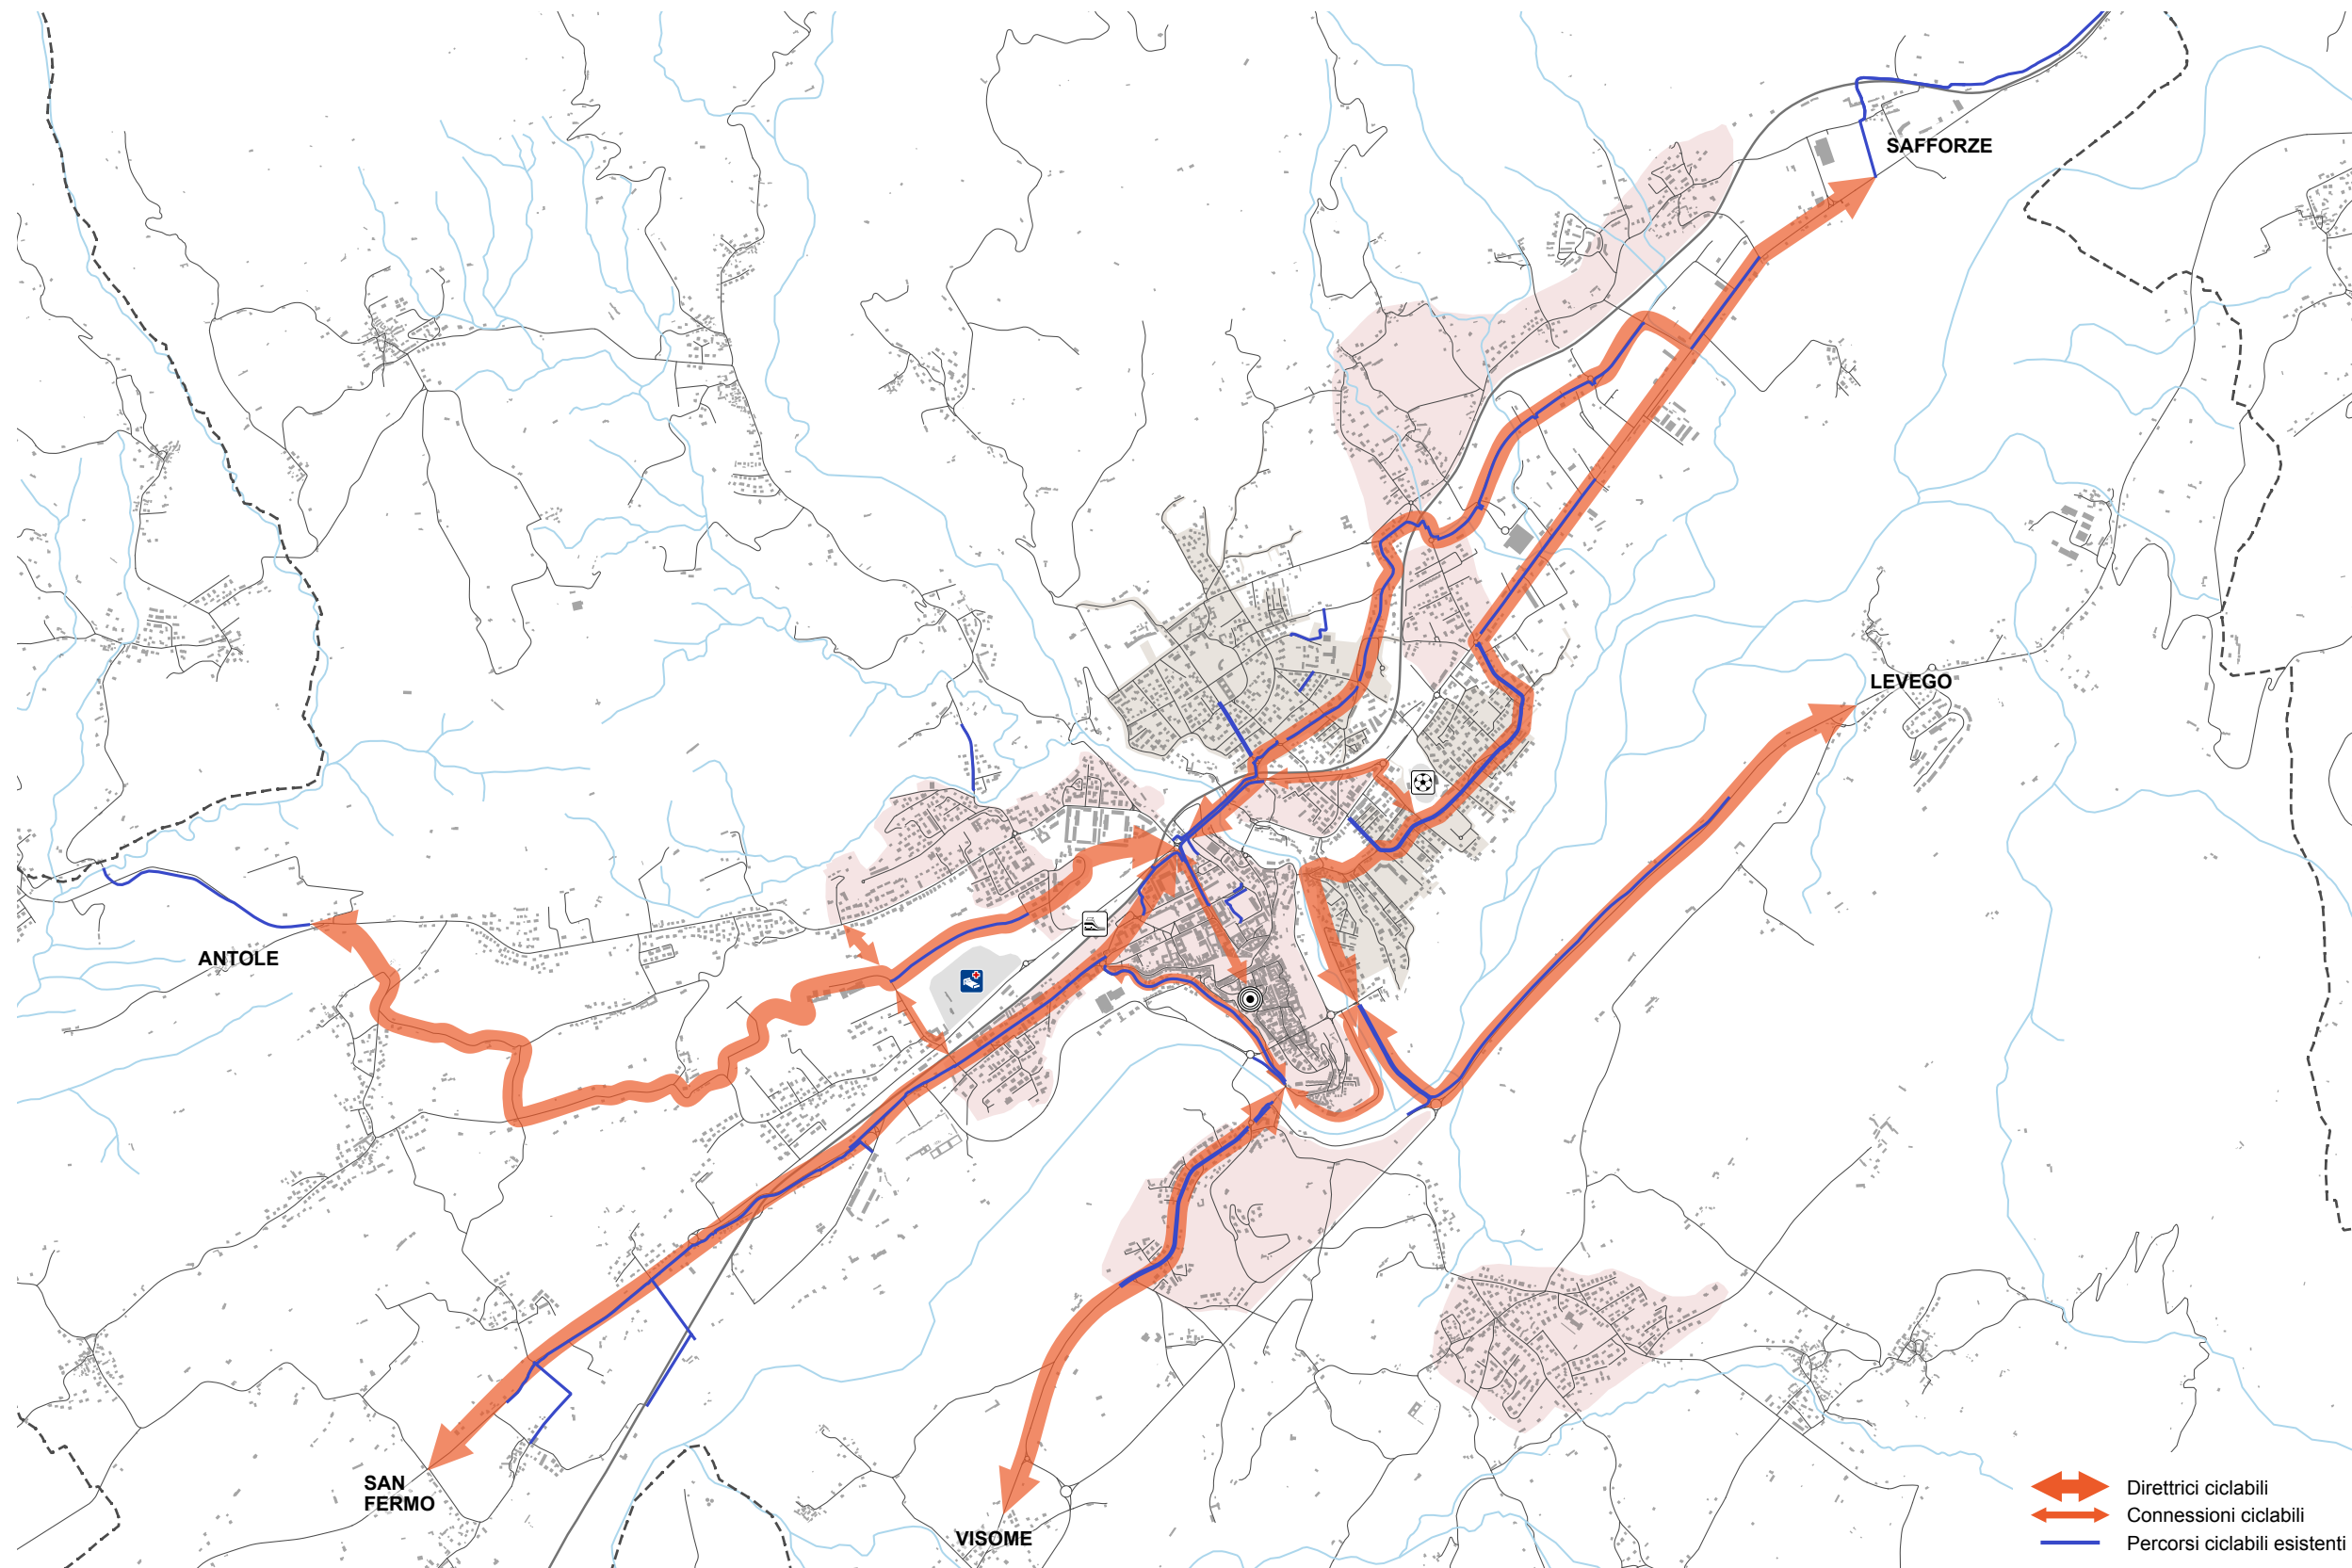 SAFFORZE
LEVEGO
ANTOLE
SAN
FERMO
VISOME
Direttrici ciclabili
Connessioni ciclabili
Percorsi ciclabili esistenti